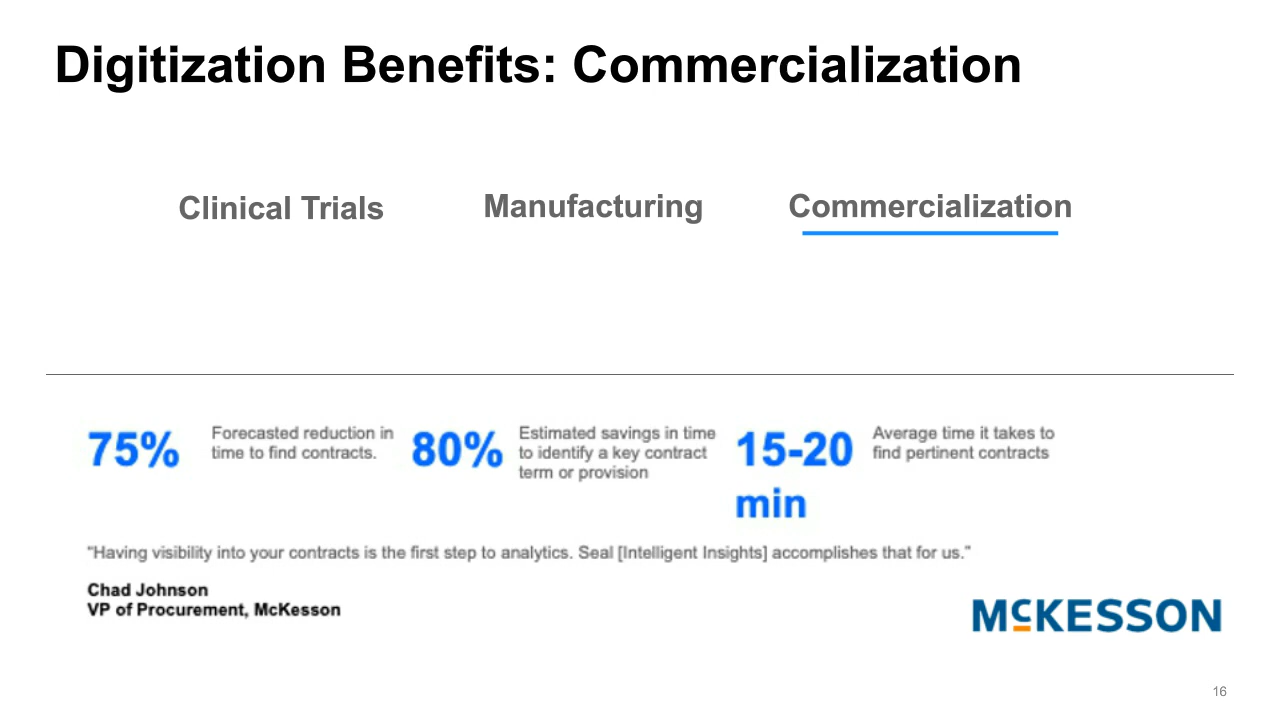 Digitization Benefits: Commercialization
Clinical Trials
Manufacturing
Commercialization
75%
Forecasted reduction in
time to find contracts.
80%
Estimated savings in time
to identify a key contract
term or provision
15-20
min
Average time it takes to
find pertinent contracts
“Having visibility into your contracts is the first step to analytics. Seal [Intelligent Insights] accomplishes that for us.”
Chad Johnson
VP of Procurement, McKesson
McKESSON
16